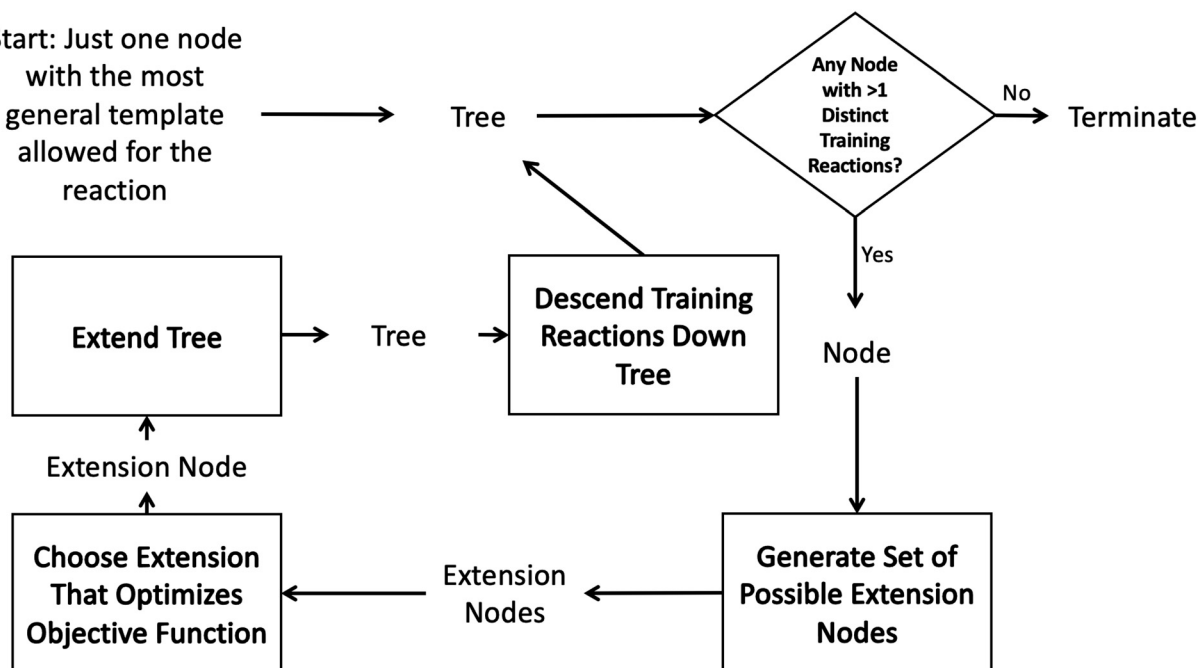 tart: Just one node
with the most
general template
allowed for the
reaction
Tree
Any Node
with >1
Distinct
Training
Reactions?
No
Terminate
Yes
Node
Generate Set of
Possible Extension
Nodes
Extension
Nodes
Choose Extension
That Optimizes
Objective Function
Extension Node
Extend Tree
Tree
Descend Training
Reactions Down
Tree